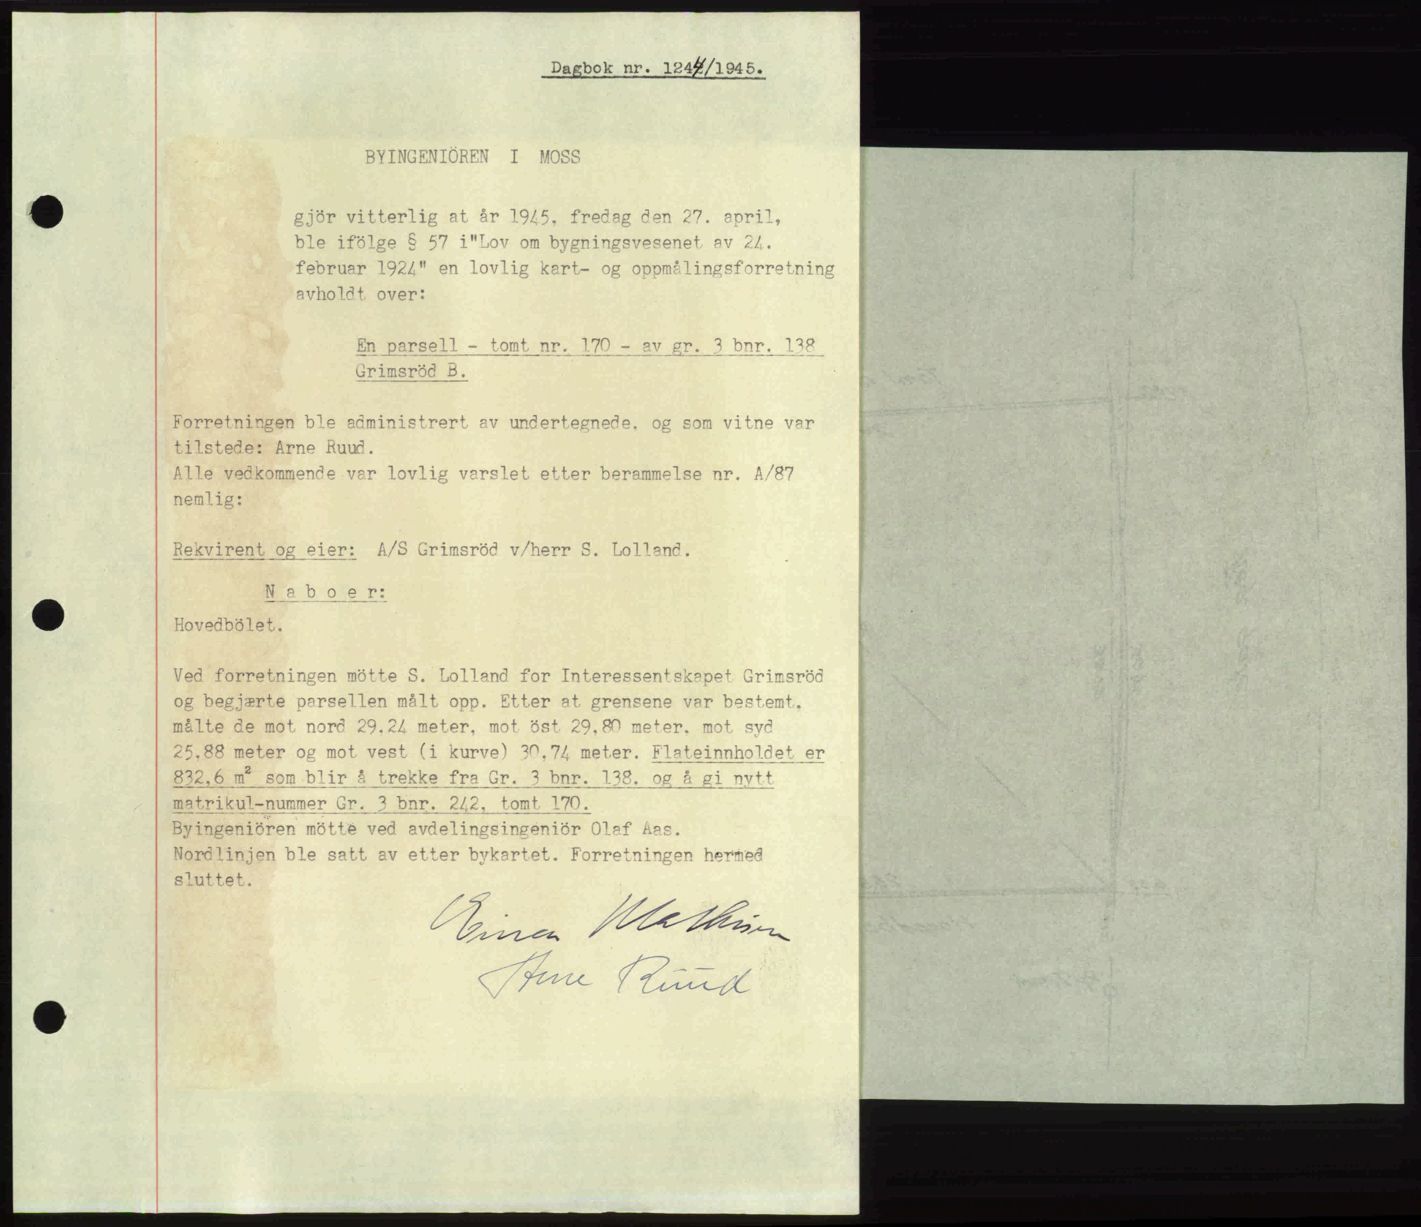 Dagbok nr. 1244/1945.
BYINGENIÖREN I MOSS
gjör vitterlig at år 1945, fredag den 27. april,
ble ifölge § 57 i"Lov om bygningsvesenet av 24.
februar 1924" en lovlig kart- og oppmålingsforretning
avholdt over:
En parsell - tomt nr. 170 - av gr. 3 bnr. 138
Grimsröd B.
Forretningen ble administrert av undertegnede, og som vitne var
tilstede: Arne Ruud.
Alle vedkommende var lovlig varslet etter berammelse nr. A/87
nemlig:
Rekvirent og eier: A/S Grimsröd v/herr S. Lolland.
N a b o e r:
Hovedbölet.
Ved forretningen mötte S. Lolland for Interessentskapet Grimsröd
og begjærte parsellen målt opp. Etter at grensene var bestemt,
målte de mot nord 29,24 meter, mot öst 29,80 meter, mot syd
25,88 meter og mot vest (i kurve) 30,74 meter. Flateinnholdet er
832,6 m² som blir å trekke fra Gr. 3 bnr. 138, og å gi nytt
matrikul-nummer Gr. 3 bnr. 242, tomt 170.
Byingeniören mötte ved avdelingsingeniör Olaf Aas.
Nordlinjen ble satt av etter bykartet. Forretningen hermed
sluttet.
Einar Mathisen
Arne Ruud